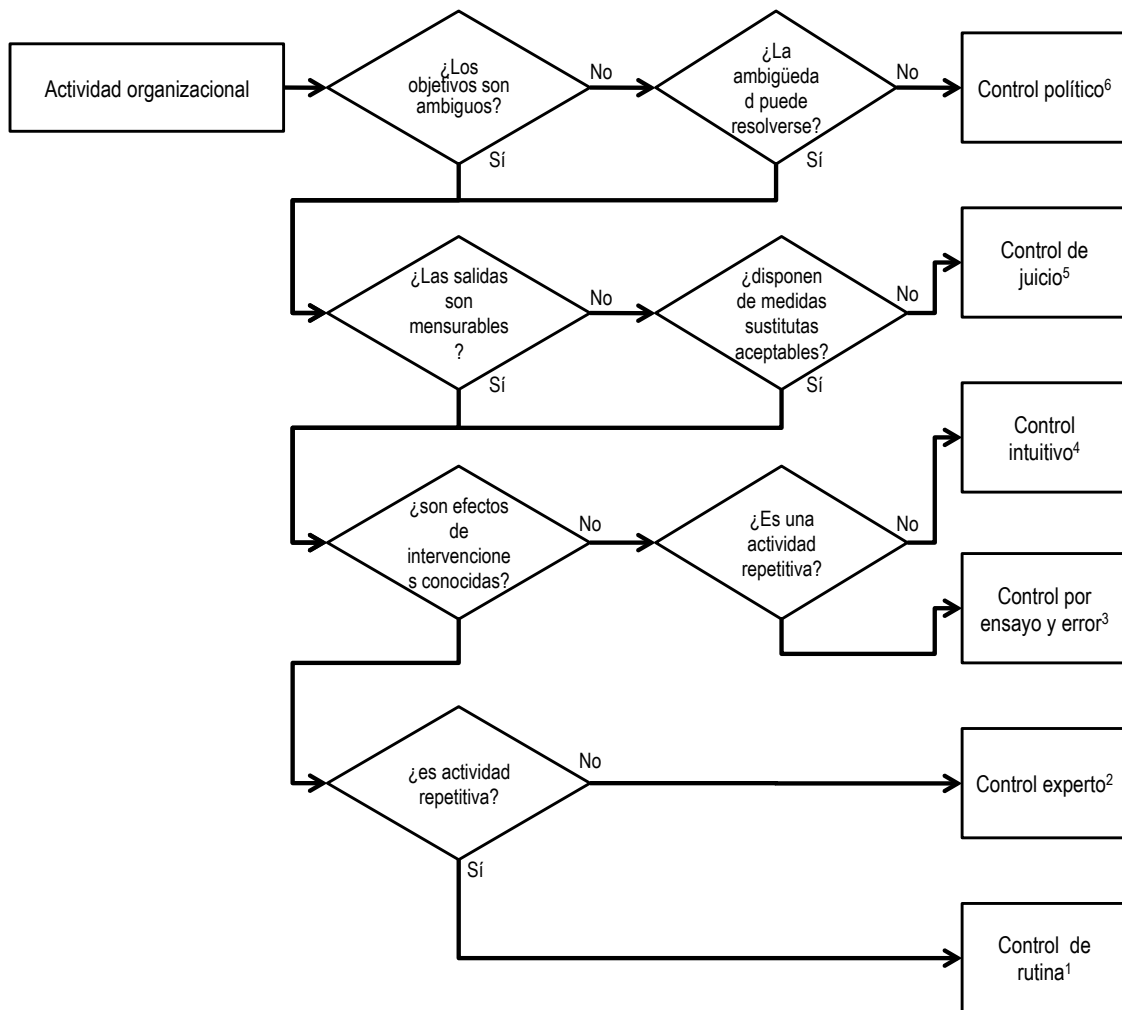 Actividad organizacional
¿Los
objetivos son
ambiguos?
No
Sí
¿La
ambigüeda
d puede
resolverse?
No
Sí
Control político⁶
¿Las salidas
son
mensurables
?
No
Sí
¿disponen
de medidas
sustitutas
aceptables?
No
Sí
Control de
juicio⁵
¿son efectos
de
intervencione
s conocidas?
No
¿Es una
actividad
repetitiva?
No
Control
intuitivo⁴
Control por
ensayo y error³
¿es actividad
repetitiva?
No
Sí
Control experto²
Control de
rutina¹